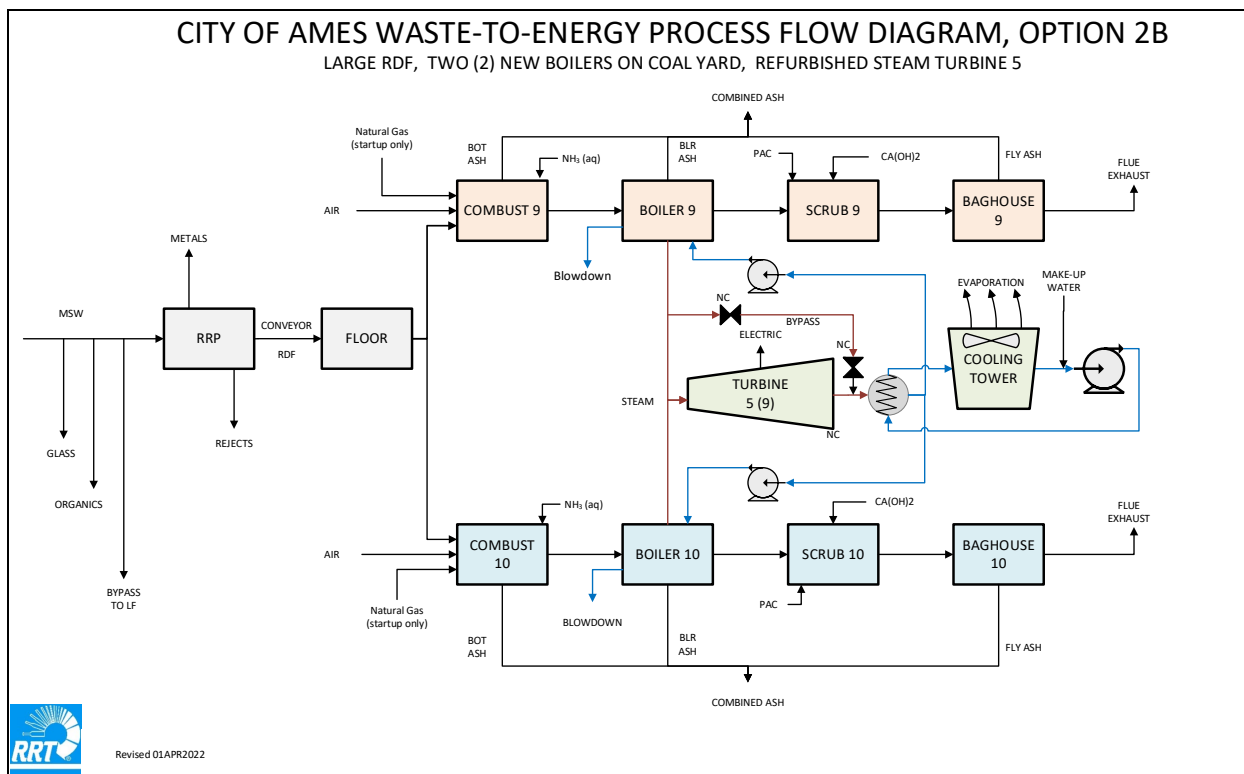 CITY OF AMES WASTE-TO-ENERGY PROCESS FLOW DIAGRAM, OPTION 2B
LARGE RDF, TWO (2) NEW BOILERS ON COAL YARD, REFURBISHED STEAM TURBINE 5
COMBINED ASH
Natural Gas
(startup only)
BOT
ASH
NH₃ (aq)
BLR
ASH
PAC
CA(OH)2
FLY ASH
FLUE
EXHAUST
AIR
COMBUST 9
BOILER 9
SCRUB 9
BAGHOUSE
9
METALS
Blowdown
MSW
RRP
CONVEYOR
RDF
FLOOR
NC
BYPASS
ELECTRIC
NC
EVAPORATION
MAKE-UP
WATER
COOLING
TOWER
STEAM
TURBINE
5 (9)
NC
GLASS
REJECTS
ORGANICS
BYPASS
TO LF
NH₃ (aq)
CA(OH)2
FLUE
EXHAUST
AIR
COMBUST
10
BOILER 10
SCRUB 10
BAGHOUSE
10
Natural Gas
(startup only)
BLOWDOWN
PAC
BOT
ASH
BLR
ASH
FLY ASH
COMBINED ASH
RRT
Revised 01APR2022